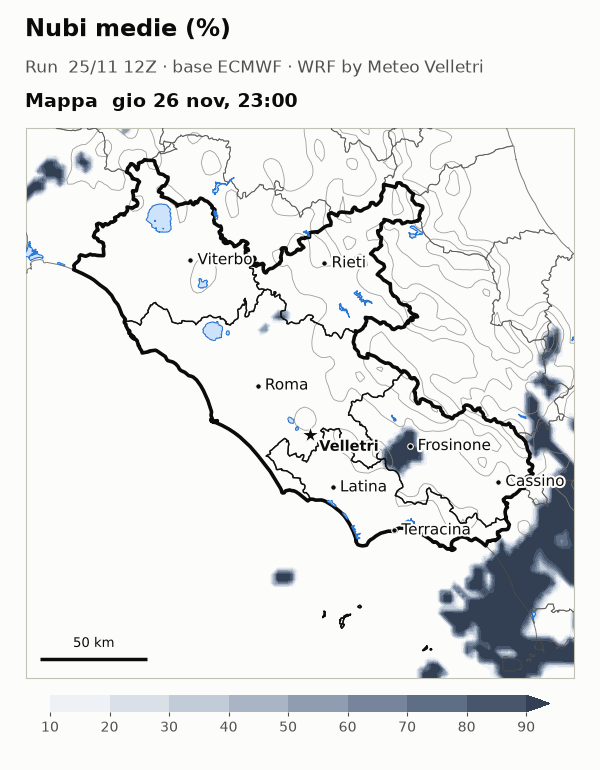 Nubi medie (%)
Run  25/11 12Z · base ECMWF · WRF by Meteo Velletri
Mappa  gio 26 nov, 23:00
Viterbo
Rieti
Roma
Velletri
Frosinone
Latina
Cassino
Terracina
50 km
10 20 30 40 50 60 70 80 90